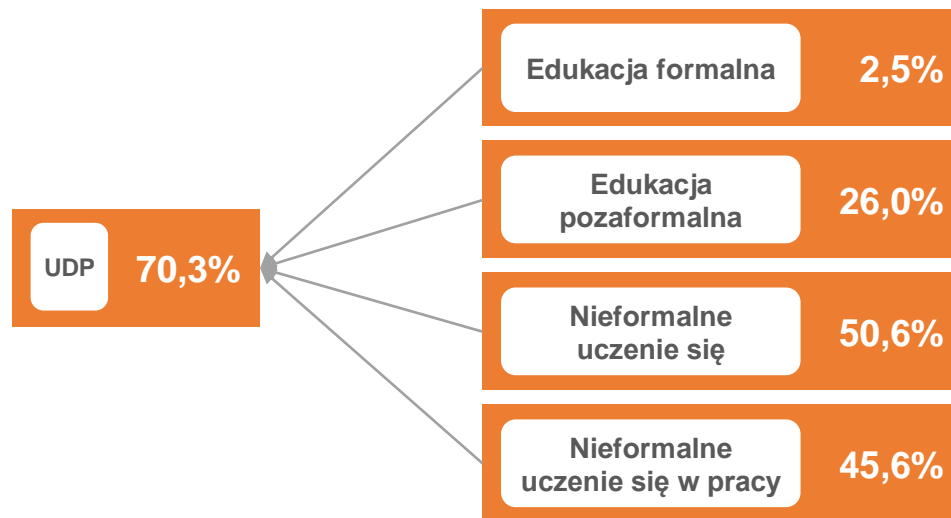 Edukacja formalna
2,5%
Edukacja
pozaformalna
26,0%
UDP
70,3%
Nieformalne
uczenie się
50,6%
Nieformalne
uczenie się w pracy
45,6%